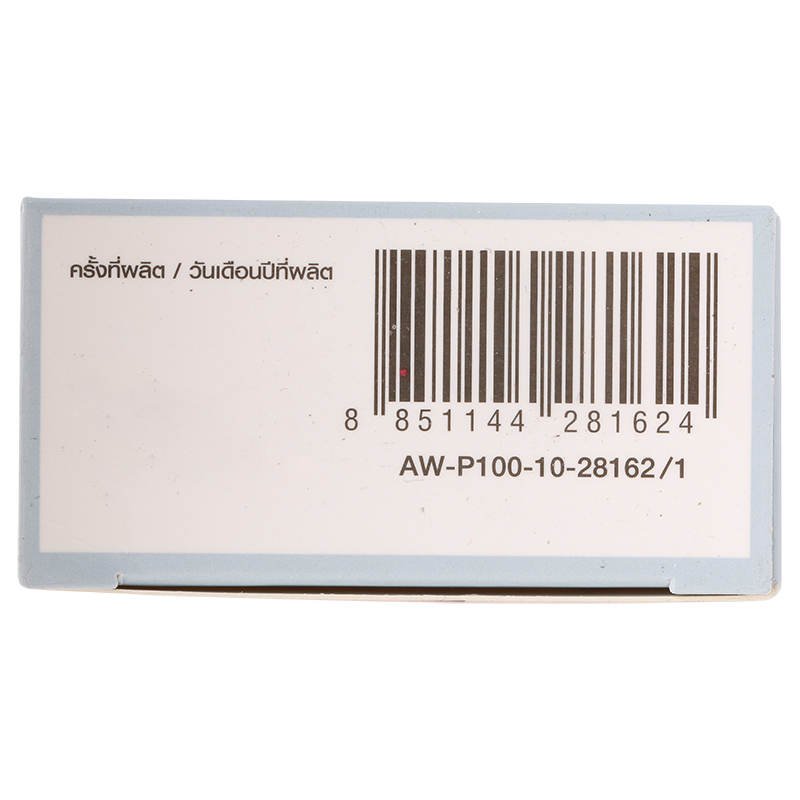 ครั้งที่ผลิต / วันเดือนปีที่ผลิต
8 851144 281624
AW-P100-10-28162/1